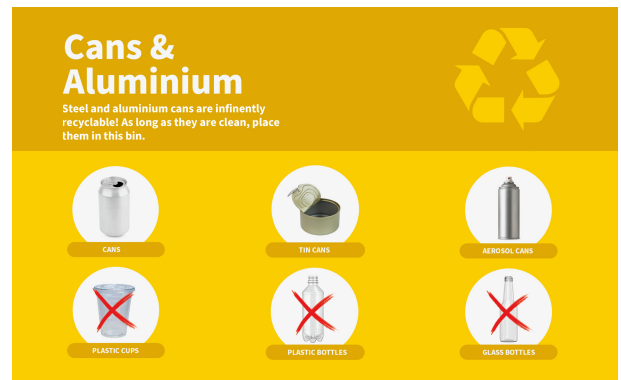 Cans &
Aluminium
Steel and aluminium cans are infinently
recyclable! As long as they are clean, place
them in this bin.
CANS
TIN CANS
AEROSOL CANS
PLASTIC CUPS
PLASTIC BOTTLES
GLASS BOTTLES